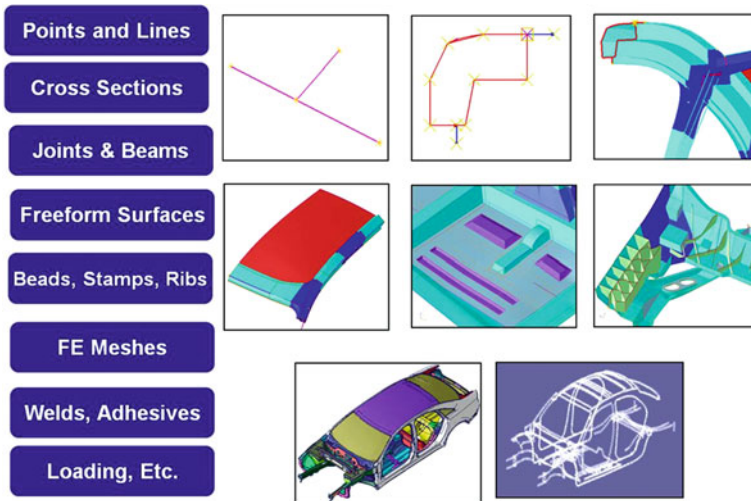 Points and Lines
Cross Sections
Joints & Beams
Freeform Surfaces
Beads, Stamps, Ribs
FE Meshes
Welds, Adhesives
Loading, Etc.